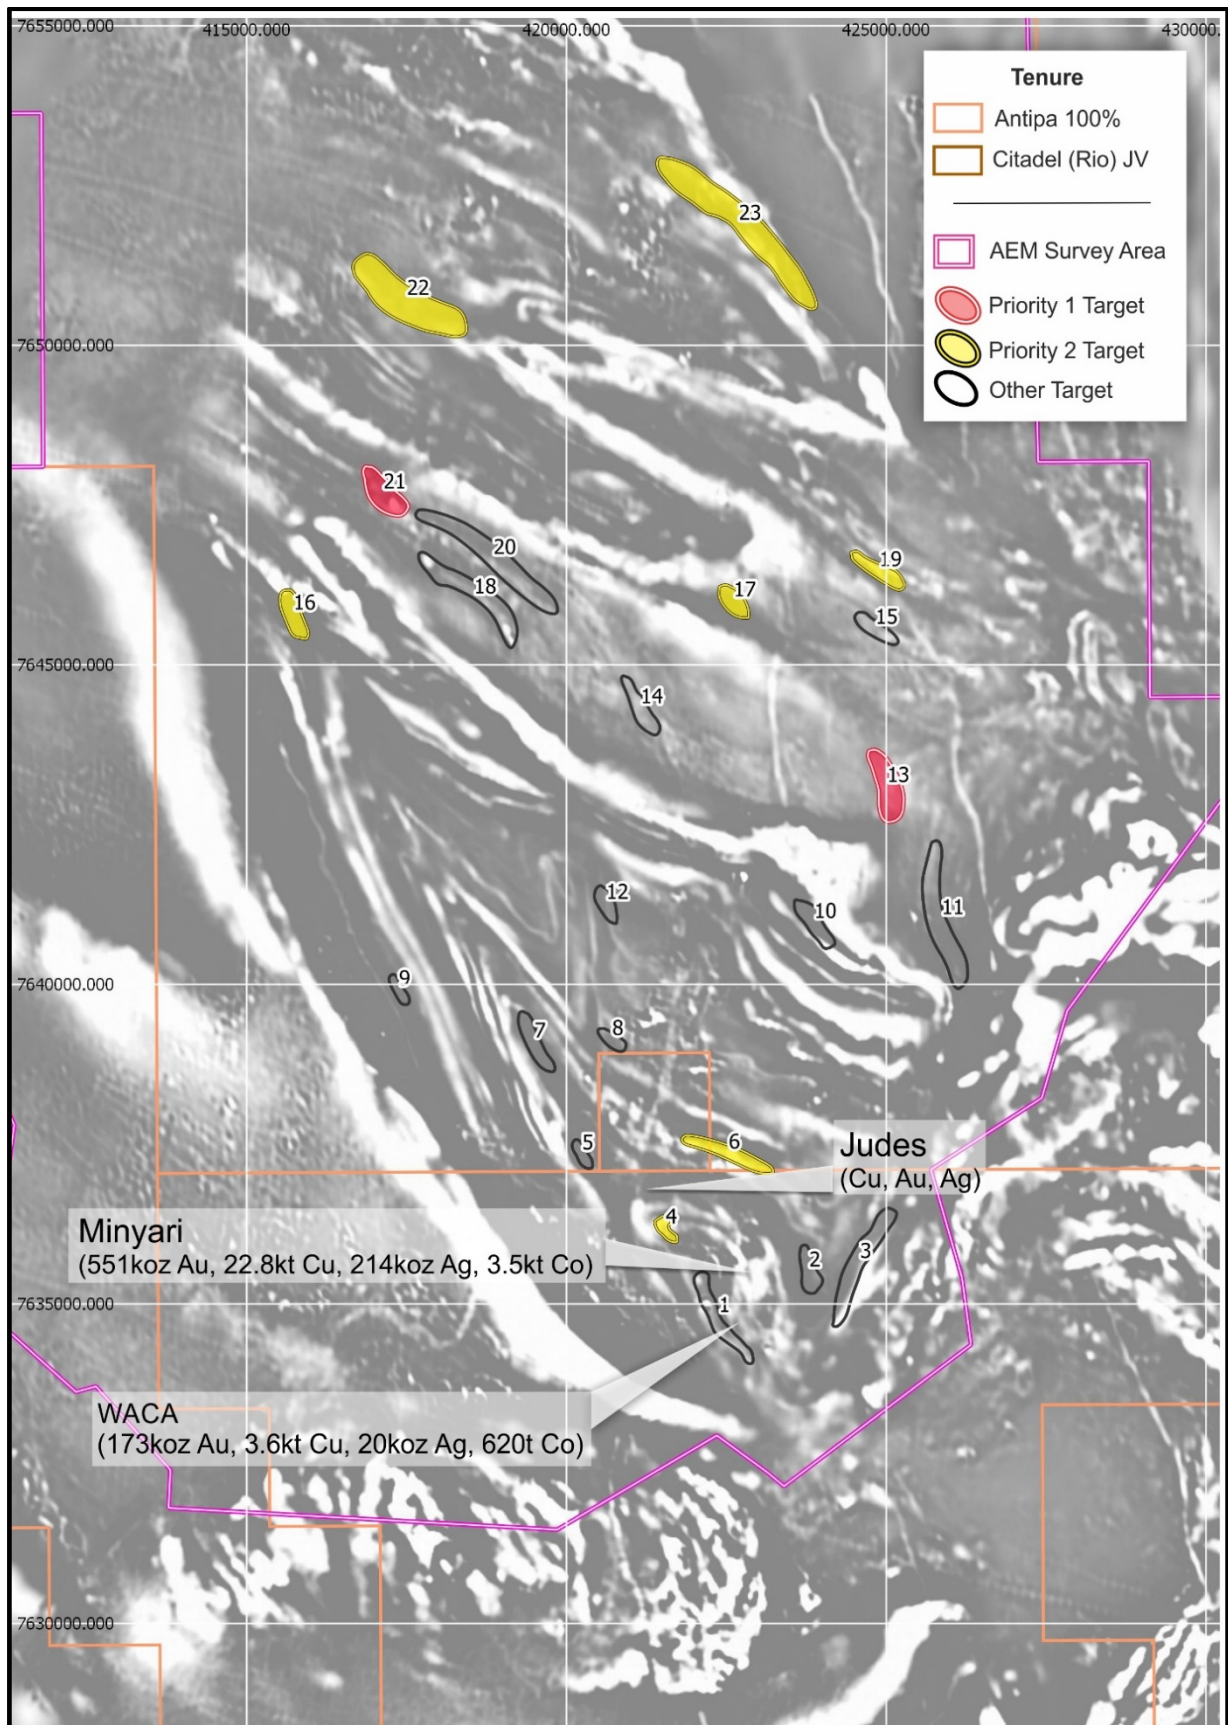 7655000.000
415000.000
420000.000
425000.000
430000.
Tenure
Antipa 100%
Citadel (Rio) JV
AEM Survey Area
Priority 1 Target
Priority 2 Target
Other Target
23
22
7650000.000
21
20
18
19
17
16
15
7645000.000
14
13
12
10
11
9
7640000.000
7
8
5
6
Judes
(Cu, Au, Ag)
4
Minyari
(551koz Au, 22.8kt Cu, 214koz Ag, 3.5kt Co)
2
3
7635000.000
1
WACA
(173koz Au, 3.6kt Cu, 20koz Ag, 620t Co)
7630000.000